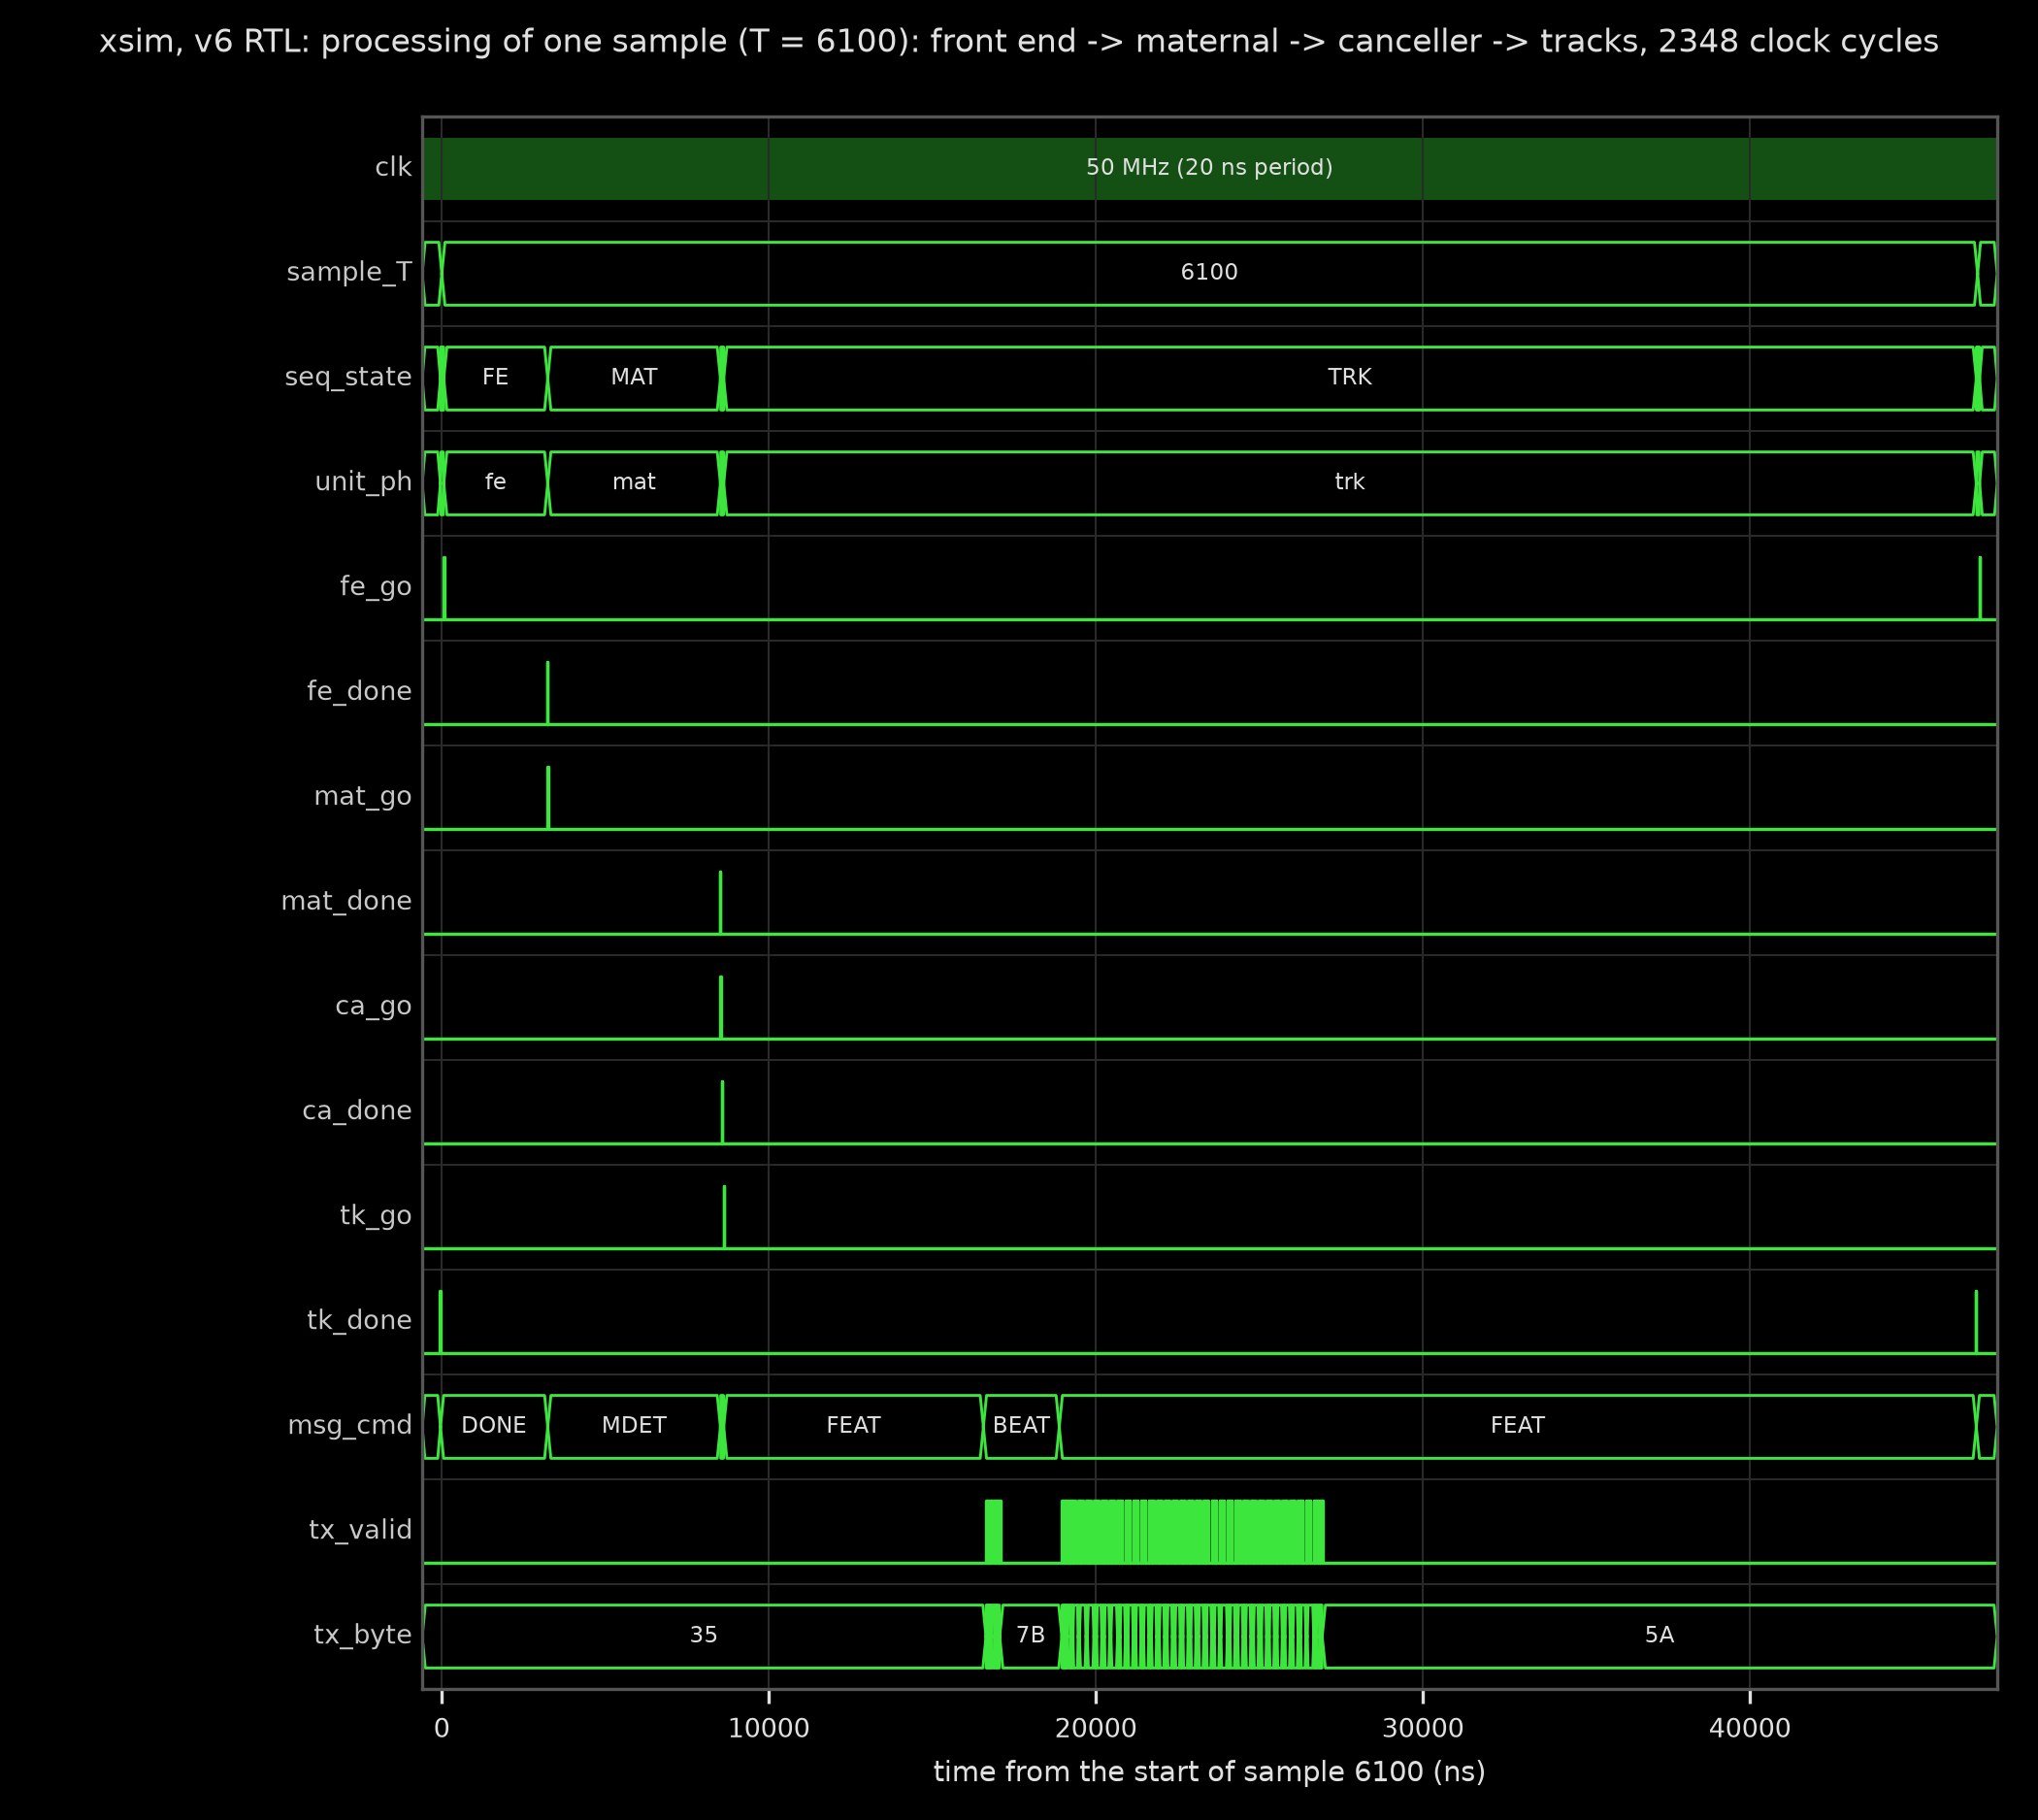 xsim, v6 RTL: processing of one sample (T = 6100): front end -> maternal -> canceller -> tracks, 2348 clock cycles
clk 50 MHz (20 ns period)
sample_T 6100
seq_state FE MAT TRK
unit_ph fe mat trk
fe_go
fe_done
mat_go
mat_done
ca_go
ca_done
tk_go
tk_done
msg_cmd DONE MDET FEAT BEAT FEAT
tx_valid
tx_byte 35 7B 5A
0 10000 20000 30000 40000
time from the start of sample 6100 (ns)